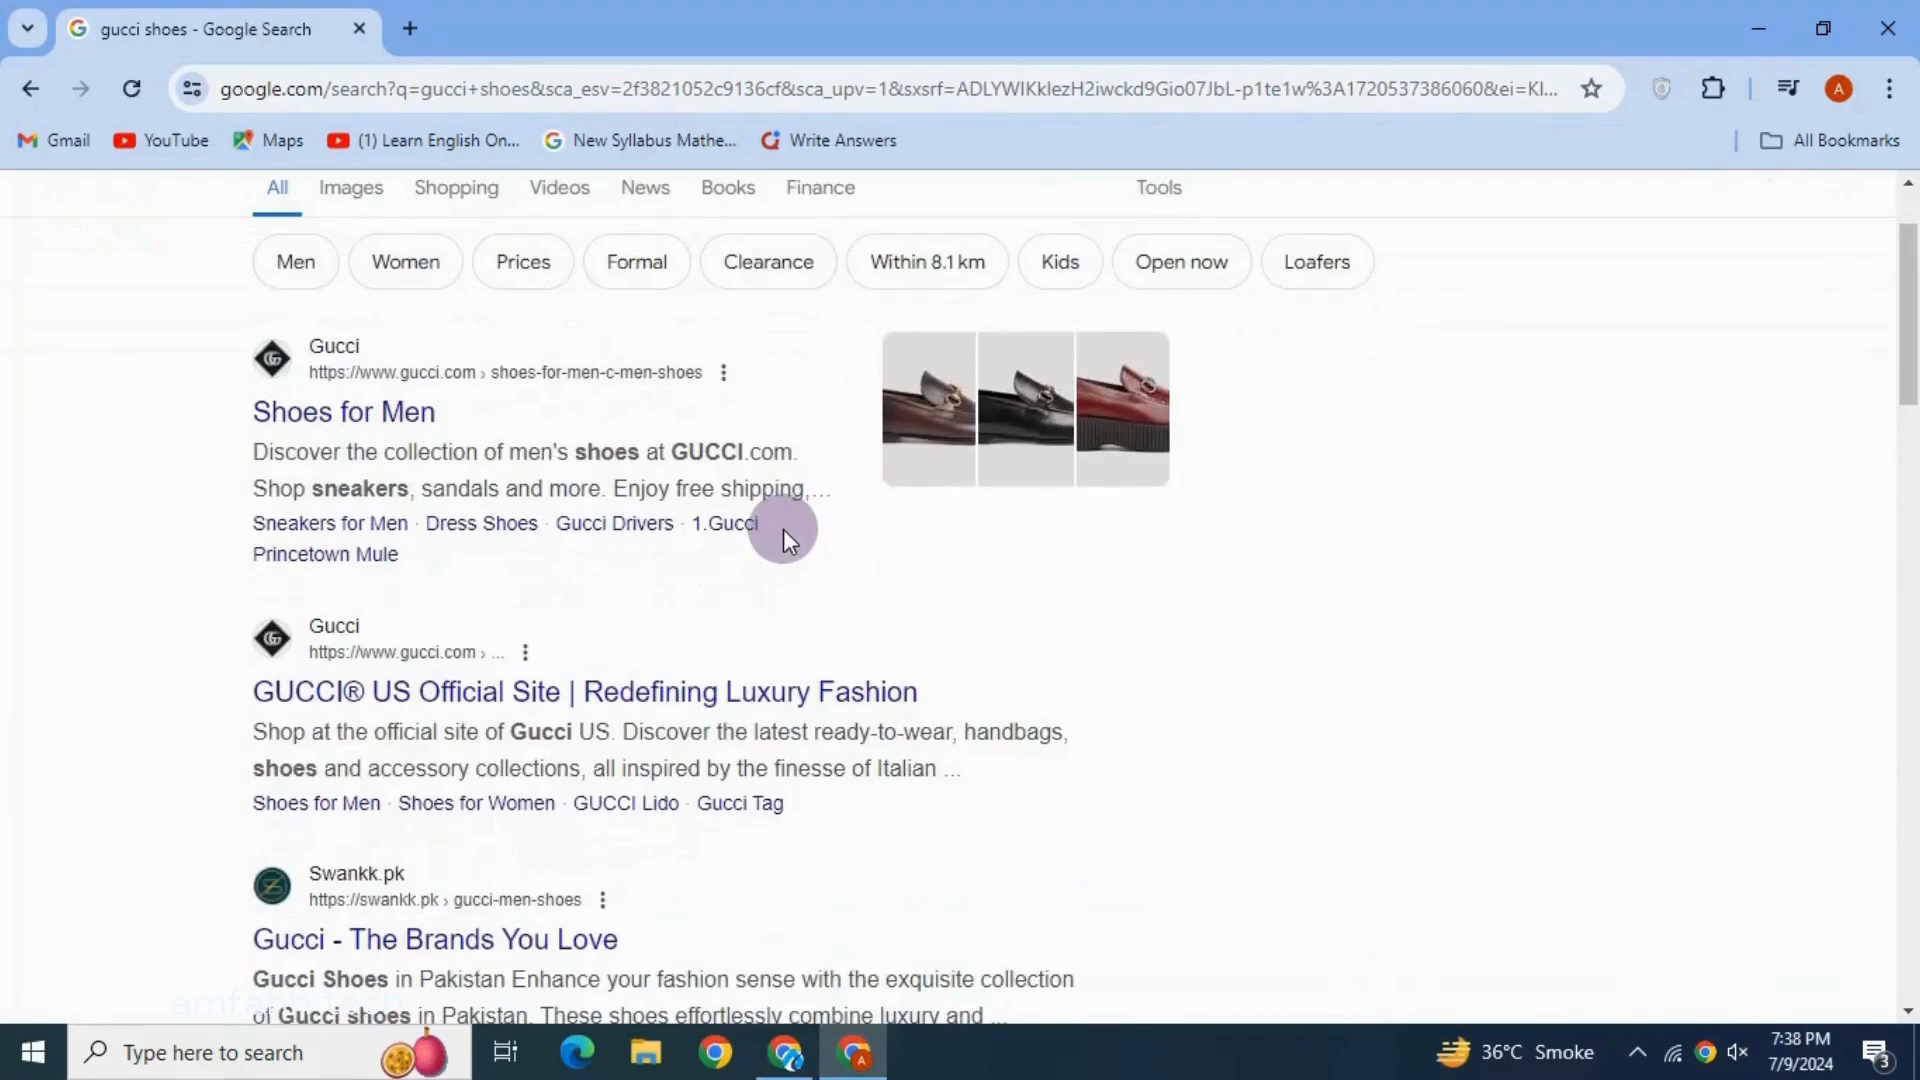 gucci shoes - Google Search
google.com/search?q=gucci+shoes&sca_esv=2f3821052c9136cf&sca_upv=1&sxsrf=ADLYWIKkIezH2iwckd9Gio07JbL-p1te1w%3A1720537386060&ei=KI...
A
Gmail YouTube Maps (1) Learn English On... New Syllabus Mathe... Write Answers All Bookmarks
All Images Shopping Videos News Books Finance Tools
Men Women Prices Formal Clearance Within 8.1 km Kids Open now Loafers
Gucci
https://www.gucci.com › shoes-for-men-c-men-shoes
Shoes for Men
Discover the collection of men's shoes at GUCCI.com.
Shop sneakers, sandals and more. Enjoy free shipping,...
Sneakers for Men · Dress Shoes · Gucci Drivers · 1.Gucci
Princetown Mule
Gucci
https://www.gucci.com › ...
GUCCI® US Official Site | Redefining Luxury Fashion
Shop at the official site of Gucci US. Discover the latest ready-to-wear, handbags,
shoes and accessory collections, all inspired by the finesse of Italian ...
Shoes for Men · Shoes for Women · GUCCI Lido · Gucci Tag
Swankk.pk
https://swankk.pk › gucci-men-shoes
Gucci - The Brands You Love
Gucci Shoes in Pakistan Enhance your fashion sense with the exquisite collection
of Gucci shoes in Pakistan. These shoes effortlessly combine luxury and ...
Type here to search
A
36°C Smoke
7:38 PM
7/9/2024
3